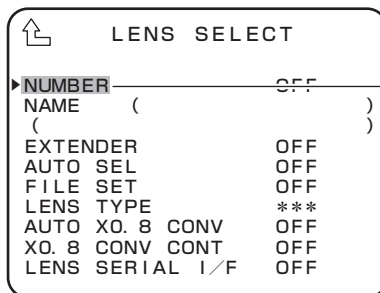 LENS SELECT
NUMBER OFF
NAME ( )
( )
EXTENDER OFF
AUTO SEL OFF
FILE SET OFF
LENS TYPE ***
AUTO X0.8 CONV OFF
X0.8 CONV CONT OFF
LENS SERIAL I/F OFF